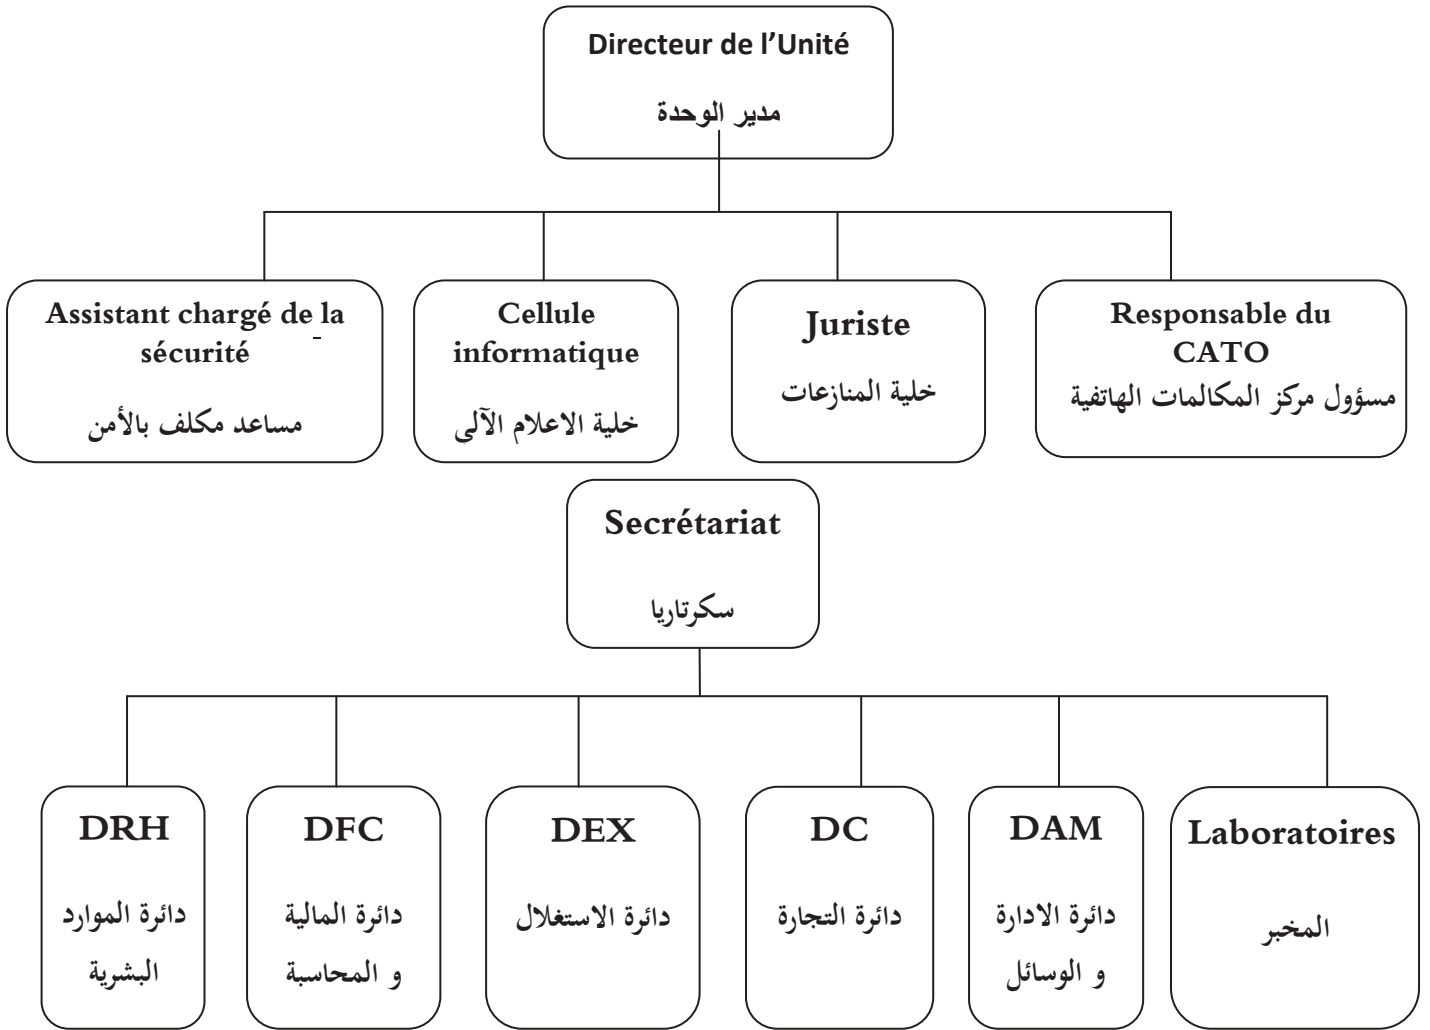 Directeur de l’Unité
مدير الوحدة
Assistant chargé de la
sécurité
مساعد مكلف بالأمن
Cellule
informatique
خلية الاعلام الآلي
Juriste
خلية المنازعات
Responsable du
CATO
مسؤول مركز المكالمات الهاتفية
Secrétariat
سكرتاريا
DRH
دائرة الموارد
البشرية
DFC
دائرة المالية
و المحاسبة
DEX
دائرة الاستغلال
DC
دائرة التجارة
DAM
دائرة الادارة
و الوسائل
Laboratoires
المخبر